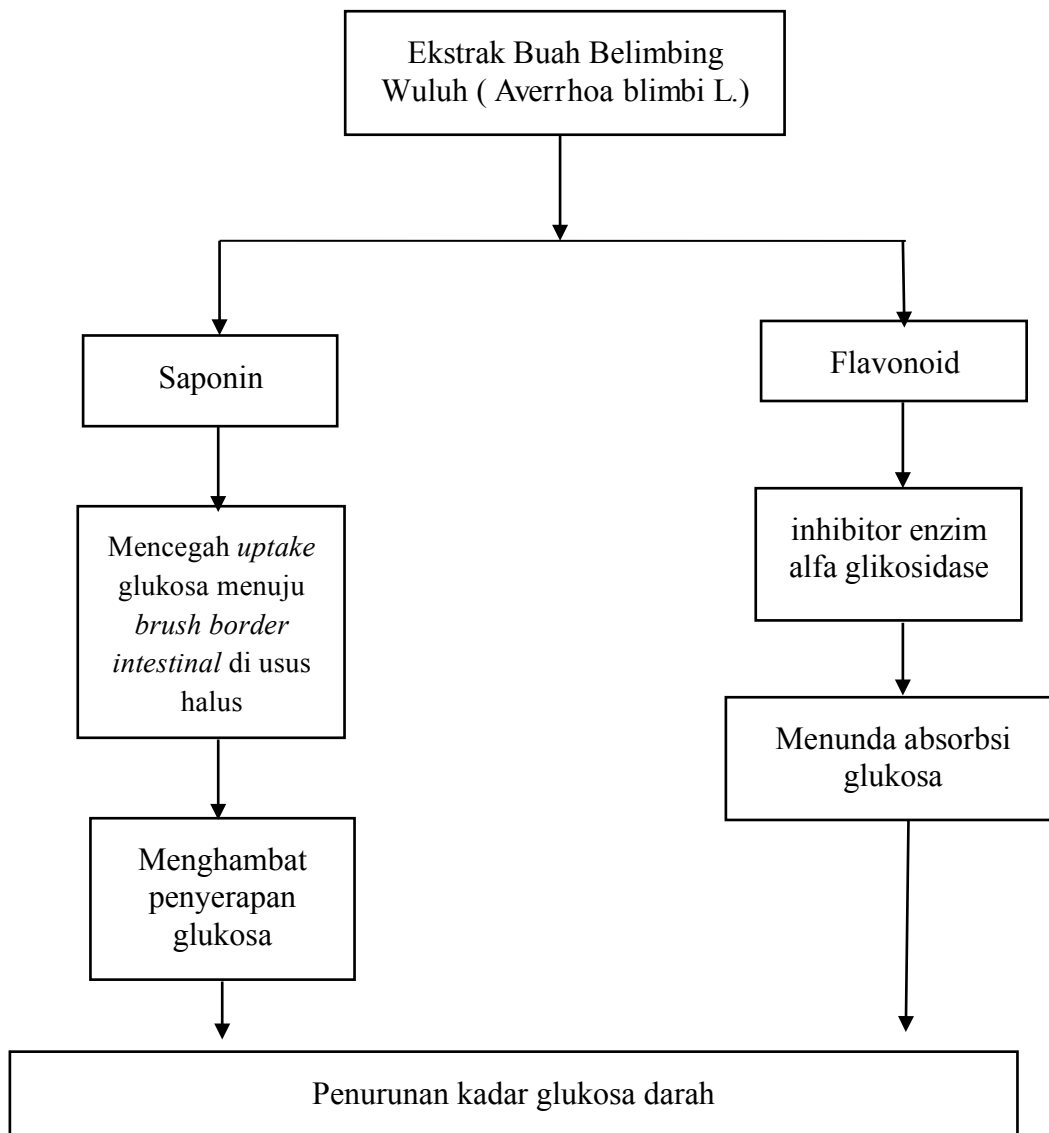 Ekstrak Buah Belimbing
Wuluh ( Averrhoa blimbi L.)
Saponin
Flavonoid
Mencegah uptake
glukosa menuju
brush border
intestinal di usus
halus
inhibitor enzim
alfa glikosidase
Menghambat
penyerapan
glukosa
Menunda absorbsi
glukosa
Penurunan kadar glukosa darah